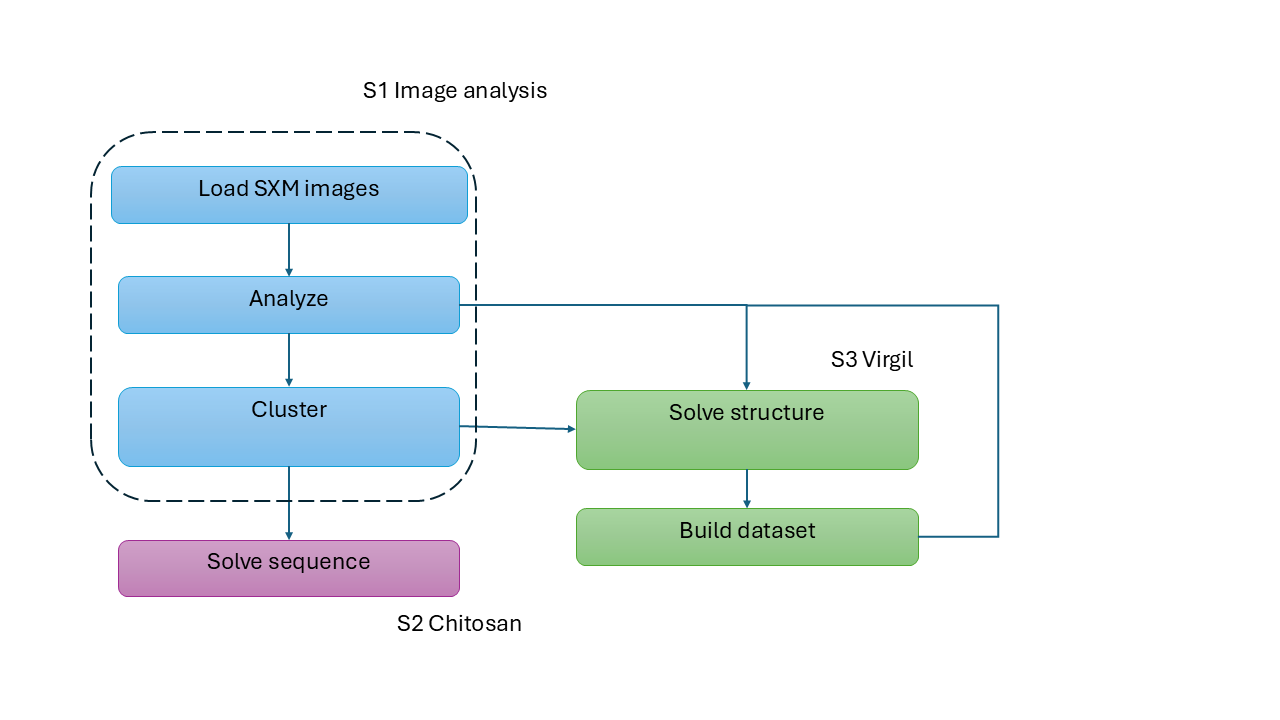 S1 Image analysis
Load SXM images
Analyze
Cluster
Solve sequence
S2 Chitosan
S3 Virgil
Solve structure
Build dataset